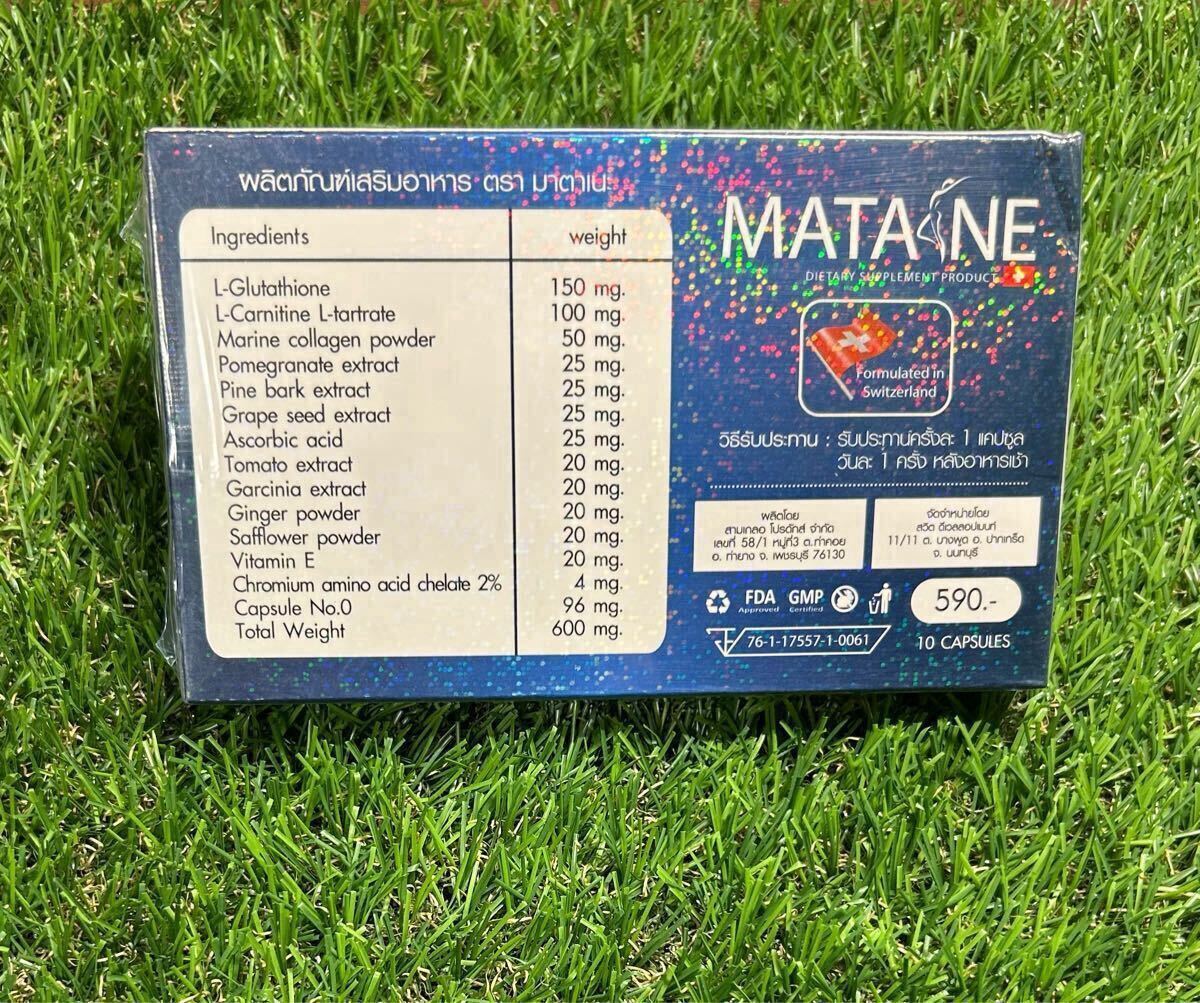 ผลิตภัณฑ์เสริมอาหาร ตรา มาตาเนะ
Ingredients weight
L-Glutathione 150 mg.
L-Carnitine L-tartrate 100 mg.
Marine collagen powder 50 mg.
Pomegranate extract 25 mg.
Pine bark extract 25 mg.
Grape seed extract 25 mg.
Ascorbic acid 25 mg.
Tomato extract 20 mg.
Garcinia extract 20 mg.
Ginger powder 20 mg.
Safflower powder 20 mg.
Vitamin E 20 mg.
Chromium amino acid chelate 2% 4 mg.
Capsule No.0 96 mg.
Total Weight 600 mg.
MATANE
DIETARY SUPPLEMENT PRODUCT
Formulated in
Switzerland
วิธีรับประทาน : รับประทานครั้งละ 1 แคปซูล
วันละ 1 ครั้ง หลังอาหารเช้า
ผลิตโดย
สามเกลอ โปรดักส์ จำกัด
เลขที่ 58/1 หมู่ที่3 ต.ท่าคอย
อ. ท่ายาง จ. เพชรบุรี 76130
จัดจำหน่ายโดย
สวิต ดีเวลลอปเมนท์
11/11 ต. บางพูด อ. ปากเกร็ด
จ. นนทบุรี
FDA
Approved
GMP
Certified
590.-
76-1-17557-1-0061
10 CAPSULES